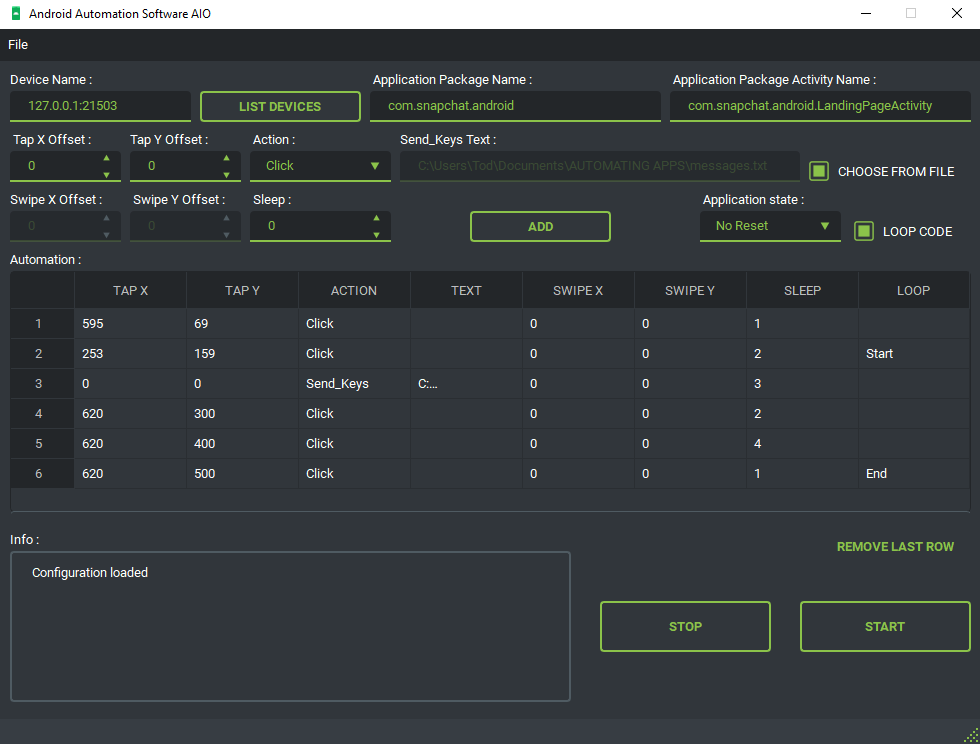 Android Automation Software AIO
File
Device Name : Application Package Name : Application Package Activity Name :
127.0.0.1:21503 LIST DEVICES com.snapchat.android com.snapchat.android.LandingPageActivity
Tap X Offset : Tap Y Offset : Action : Send_Keys Text :
0 0 Click C:\Users\Tod\Documents\AUTOMATING APPS\messages.txt CHOOSE FROM FILE
Swipe X Offset : Swipe Y Offset : Sleep : Application state :
0 0 0 ADD No Reset LOOP CODE
Automation :
TAP X TAP Y ACTION TEXT SWIPE X SWIPE Y SLEEP LOOP
1 595 69 Click 0 0 1
2 253 159 Click 0 0 2 Start
3 0 0 Send_Keys C:... 0 0 3
4 620 300 Click 0 0 2
5 620 400 Click 0 0 4
6 620 500 Click 0 0 1 End
Info : REMOVE LAST ROW
Configuration loaded
STOP START